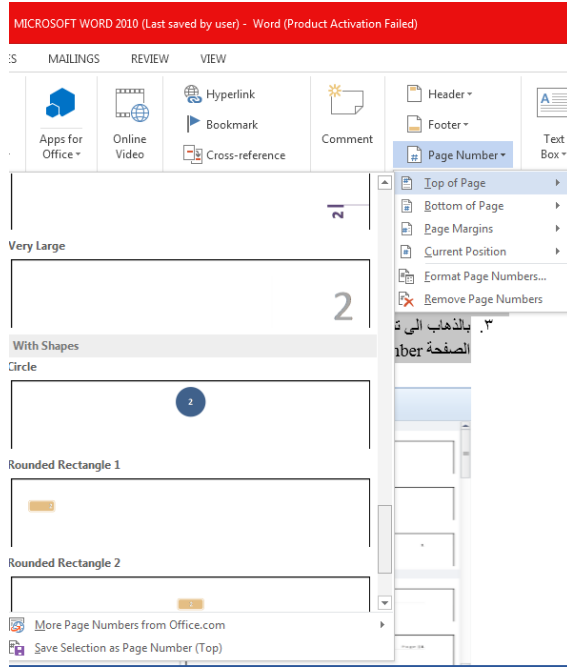 MICROSOFT WORD 2010 (Last saved by user) - Word (Product Activation Failed)
ES MAILINGS REVIEW VIEW
Apps for Office
Online Video
Hyperlink
Bookmark
Cross-reference
Comment
Header
Footer
Page Number
A
Text Box
Top of Page
Bottom of Page
Page Margins
Current Position
Format Page Numbers...
Remove Page Numbers
2
Very Large
2
With Shapes
Circle
2
Rounded Rectangle 1
2
Rounded Rectangle 2
More Page Numbers from Office.com
Save Selection as Page Number (Top)
٣. بالذهاب الى ت
الصفحة nber